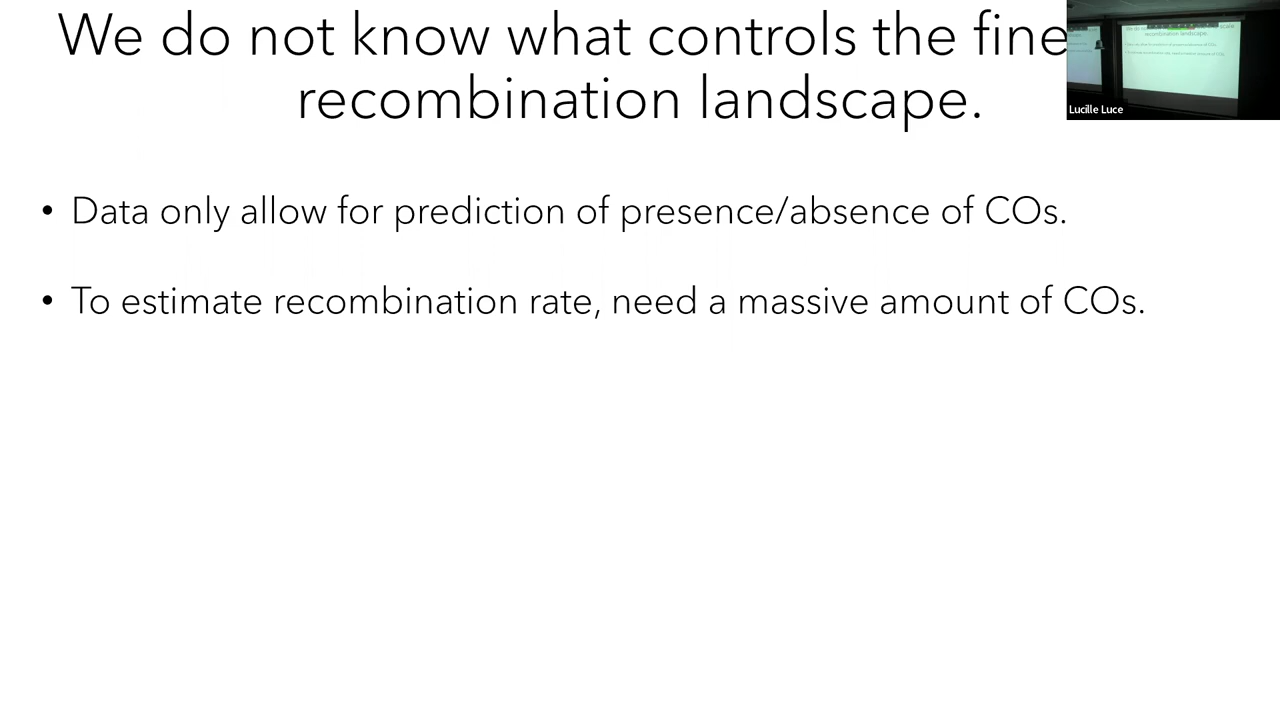 We do not know what controls the fine
recombination landscape.
Lucille Luce
• Data only allow for prediction of presence/absence of COs.
• To estimate recombination rate, need a massive amount of COs.